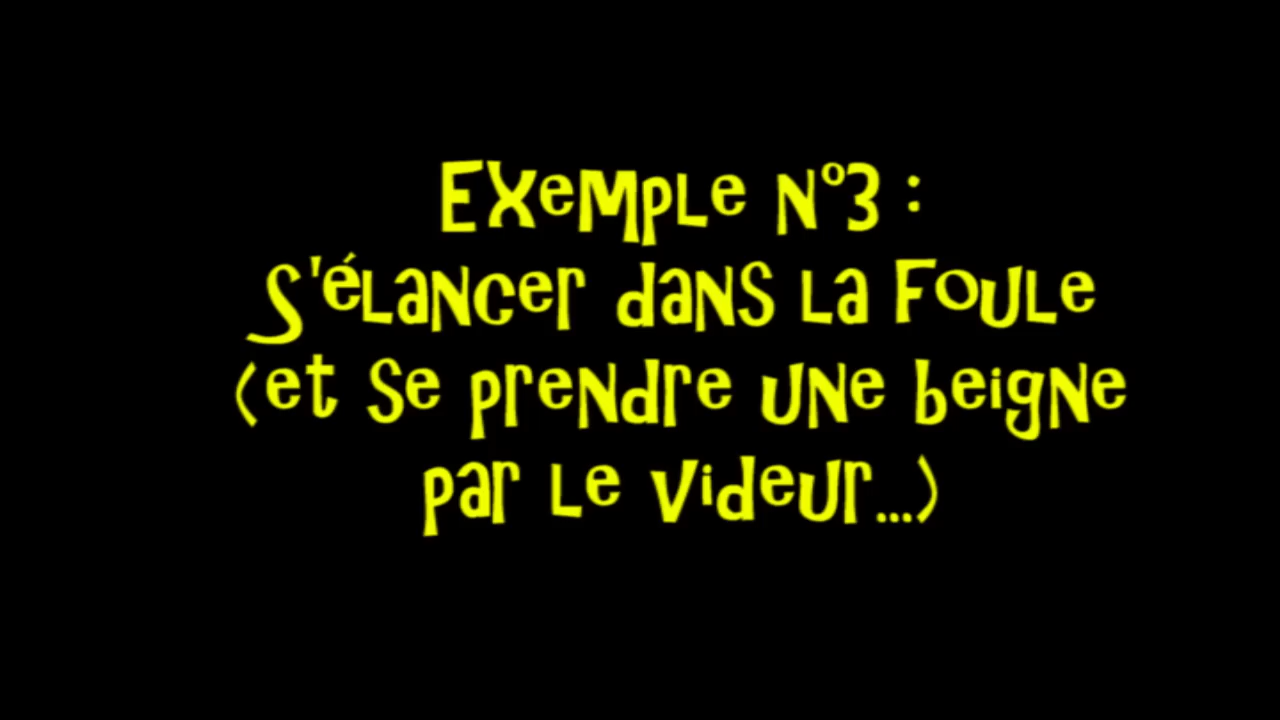 Exemple N°3 :
S'élancer dans la Foule
(et se prendre une beigne
par le videur...)